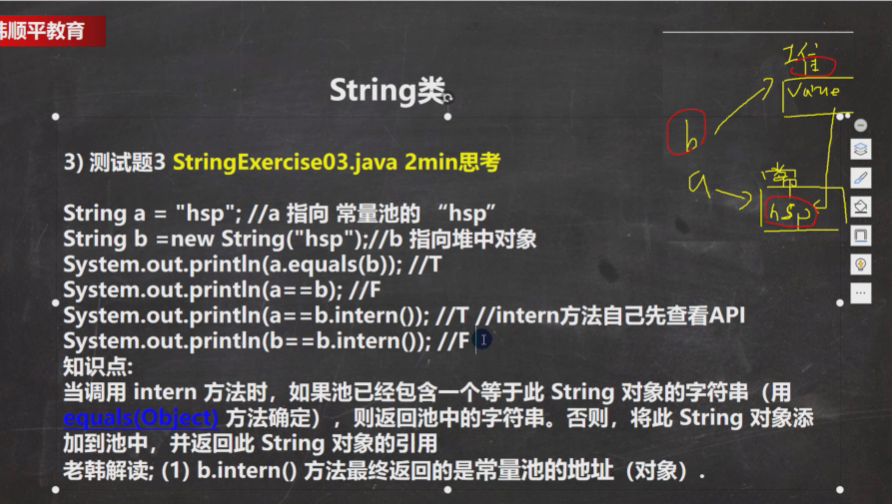 韩顺平教育
String类
3) 测试题3 StringExercise03.java 2min思考
String a = "hsp"; //a 指向 常量池的 “hsp”
String b =new String("hsp");//b 指向堆中对象
System.out.println(a.equals(b)); //T
System.out.println(a==b); //F
System.out.println(a==b.intern()); //T //intern方法自己先查看API
System.out.println(b==b.intern()); //F
知识点:
当调用 intern 方法时，如果池已经包含一个等于此 String 对象的字符串（用
equals(Object) 方法确定），则返回池中的字符串。否则，将此 String 对象添
加到池中，并返回此 String 对象的引用
老韩解读; (1) b.intern() 方法最终返回的是常量池的地址（对象）.
value
b
a
常
hsp